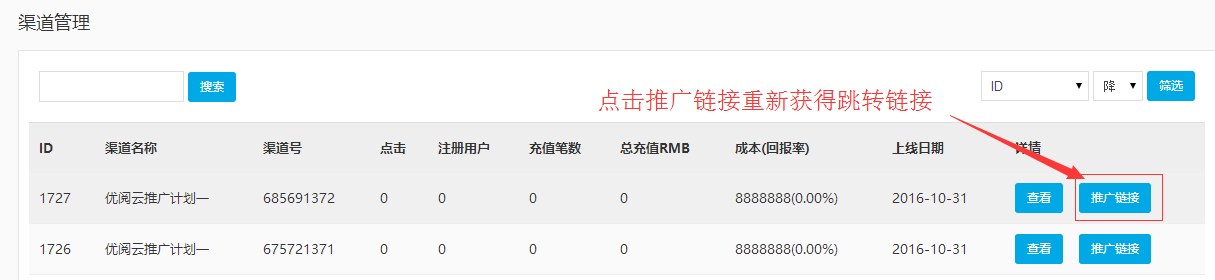 渠道管理
搜索
ID
降
筛选
点击推广链接重新获得跳转链接
ID 渠道名称 渠道号 点击 注册用户 充值笔数 总充值RMB 成本(回报率) 上线日期 详情
1727 优阅云推广计划一 685691372 0 0 0 0 8888888(0.00%) 2016-10-31 查看 推广链接
1726 优阅云推广计划一 675721371 0 0 0 0 8888888(0.00%) 2016-10-31 查看 推广链接